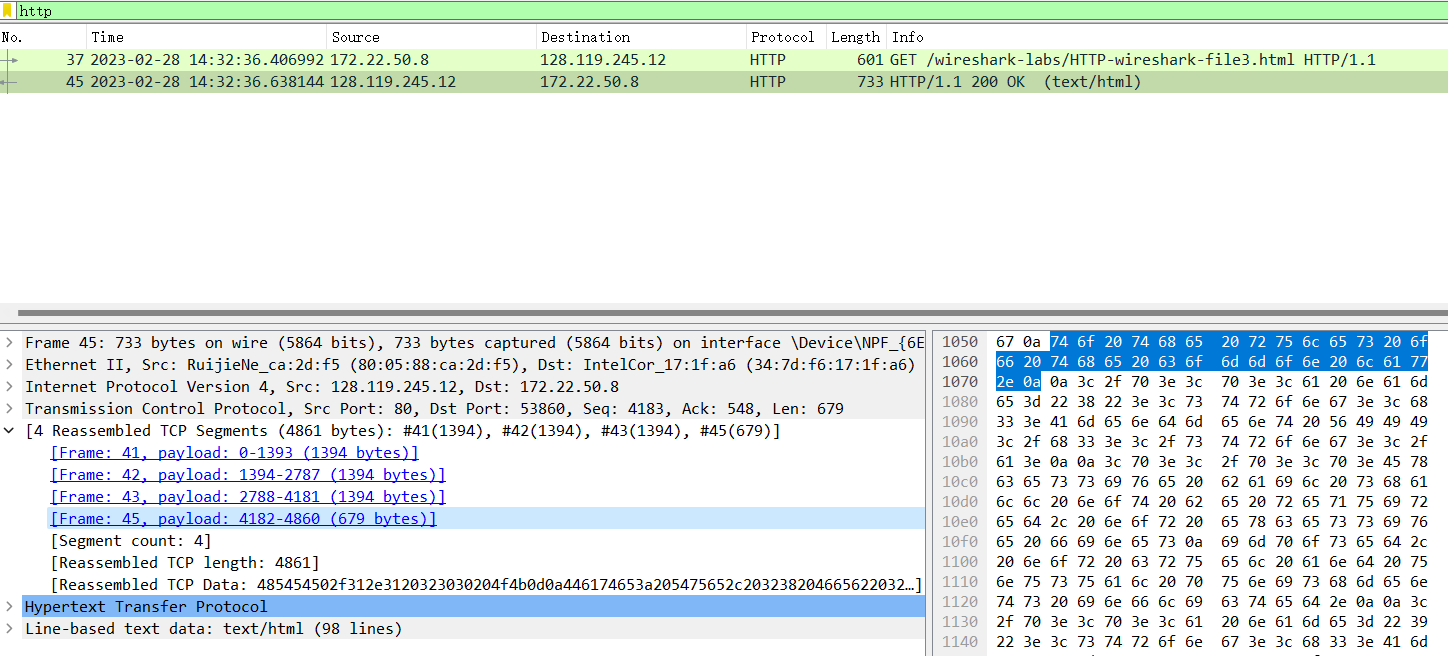 http
No. Time Source Destination Protocol Length Info
37 2023-02-28 14:32:36.406992 172.22.50.8 128.119.245.12 HTTP 601 GET /wireshark-labs/HTTP-wireshark-file3.html HTTP/1.1
45 2023-02-28 14:32:36.638144 128.119.245.12 172.22.50.8 HTTP 733 HTTP/1.1 200 OK  (text/html)
Frame 45: 733 bytes on wire (5864 bits), 733 bytes captured (5864 bits) on interface \Device\NPF_{6E
Ethernet II, Src: RuijieNe_ca:2d:f5 (80:05:88:ca:2d:f5), Dst: IntelCor_17:1f:a6 (34:7d:f6:17:1f:a6)
Internet Protocol Version 4, Src: 128.119.245.12, Dst: 172.22.50.8
Transmission Control Protocol, Src Port: 80, Dst Port: 53860, Seq: 4183, Ack: 548, Len: 679
[4 Reassembled TCP Segments (4861 bytes): #41(1394), #42(1394), #43(1394), #45(679)]
[Frame: 41, payload: 0-1393 (1394 bytes)]
[Frame: 42, payload: 1394-2787 (1394 bytes)]
[Frame: 43, payload: 2788-4181 (1394 bytes)]
[Frame: 45, payload: 4182-4860 (679 bytes)]
[Segment count: 4]
[Reassembled TCP length: 4861]
[Reassembled TCP Data: 485454502f312e3120323030204f4b0d0a446174653a205475652c203238204665622032…]
Hypertext Transfer Protocol
Line-based text data: text/html (98 lines)
1050 67 0a 74 6f 20 74 68 65 20 72 75 6c 65 73 20 6f
1060 66 20 74 68 65 20 63 6f 6d 6d 6f 6e 20 6c 61 77
1070 2e 0a 0a 3c 2f 70 3e 3c 70 3e 3c 61 20 6e 61 6d
1080 65 3d 22 38 22 3e 3c 73 74 72 6f 6e 67 3e 3c 68
1090 33 3e 41 6d 65 6e 64 6d 65 6e 74 20 56 49 49 49
10a0 3c 2f 68 33 3e 3c 2f 73 74 72 6f 6e 67 3e 3c 2f
10b0 61 3e 0a 0a 3c 70 3e 3c 2f 70 3e 3c 70 3e 45 78
10c0 63 65 73 73 69 76 65 20 62 61 69 6c 20 73 68 61
10d0 6c 6c 20 6e 6f 74 20 62 65 20 72 65 71 75 69 72
10e0 65 64 2c 20 6e 6f 72 20 65 78 63 65 73 73 69 76
10f0 65 20 66 69 6e 65 73 0a 69 6d 70 6f 73 65 64 2c
1100 20 6e 6f 72 20 63 72 75 65 6c 20 61 6e 64 20 75
1110 6e 75 73 75 61 6c 20 70 75 6e 69 73 68 6d 65 6e
1120 74 73 20 69 6e 66 6c 69 63 74 65 64 2e 0a 0a 3c
1130 2f 70 3e 3c 70 3e 3c 61 20 6e 61 6d 65 3d 22 39
1140 22 3e 3c 73 74 72 6f 6e 67 3e 3c 68 33 3e 41 6d